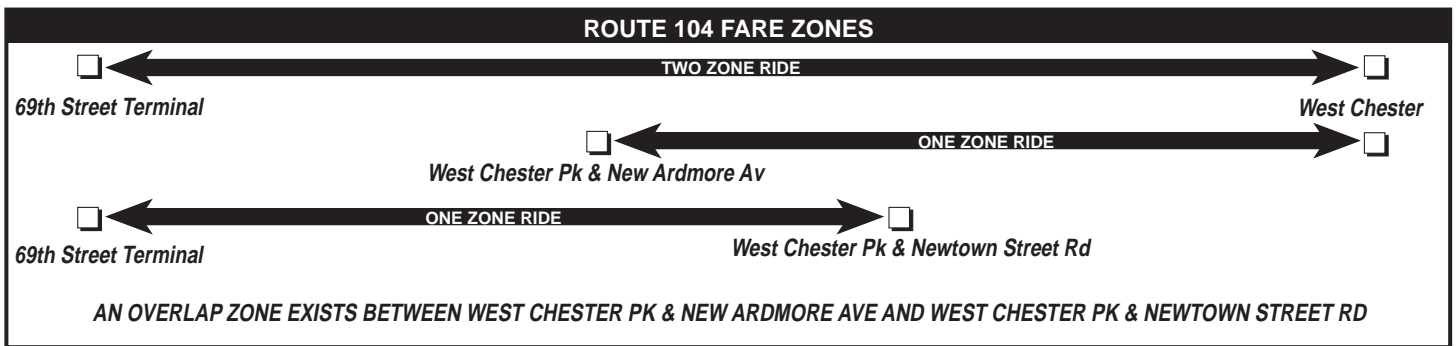 ROUTE 104 FARE ZONES
TWO ZONE RIDE
69th Street Terminal
West Chester
ONE ZONE RIDE
West Chester Pk & New Ardmore Av
ONE ZONE RIDE
69th Street Terminal
West Chester Pk & Newtown Street Rd
AN OVERLAP ZONE EXISTS BETWEEN WEST CHESTER PK & NEW ARDMORE AVE AND WEST CHESTER PK & NEWTOWN STREET RD